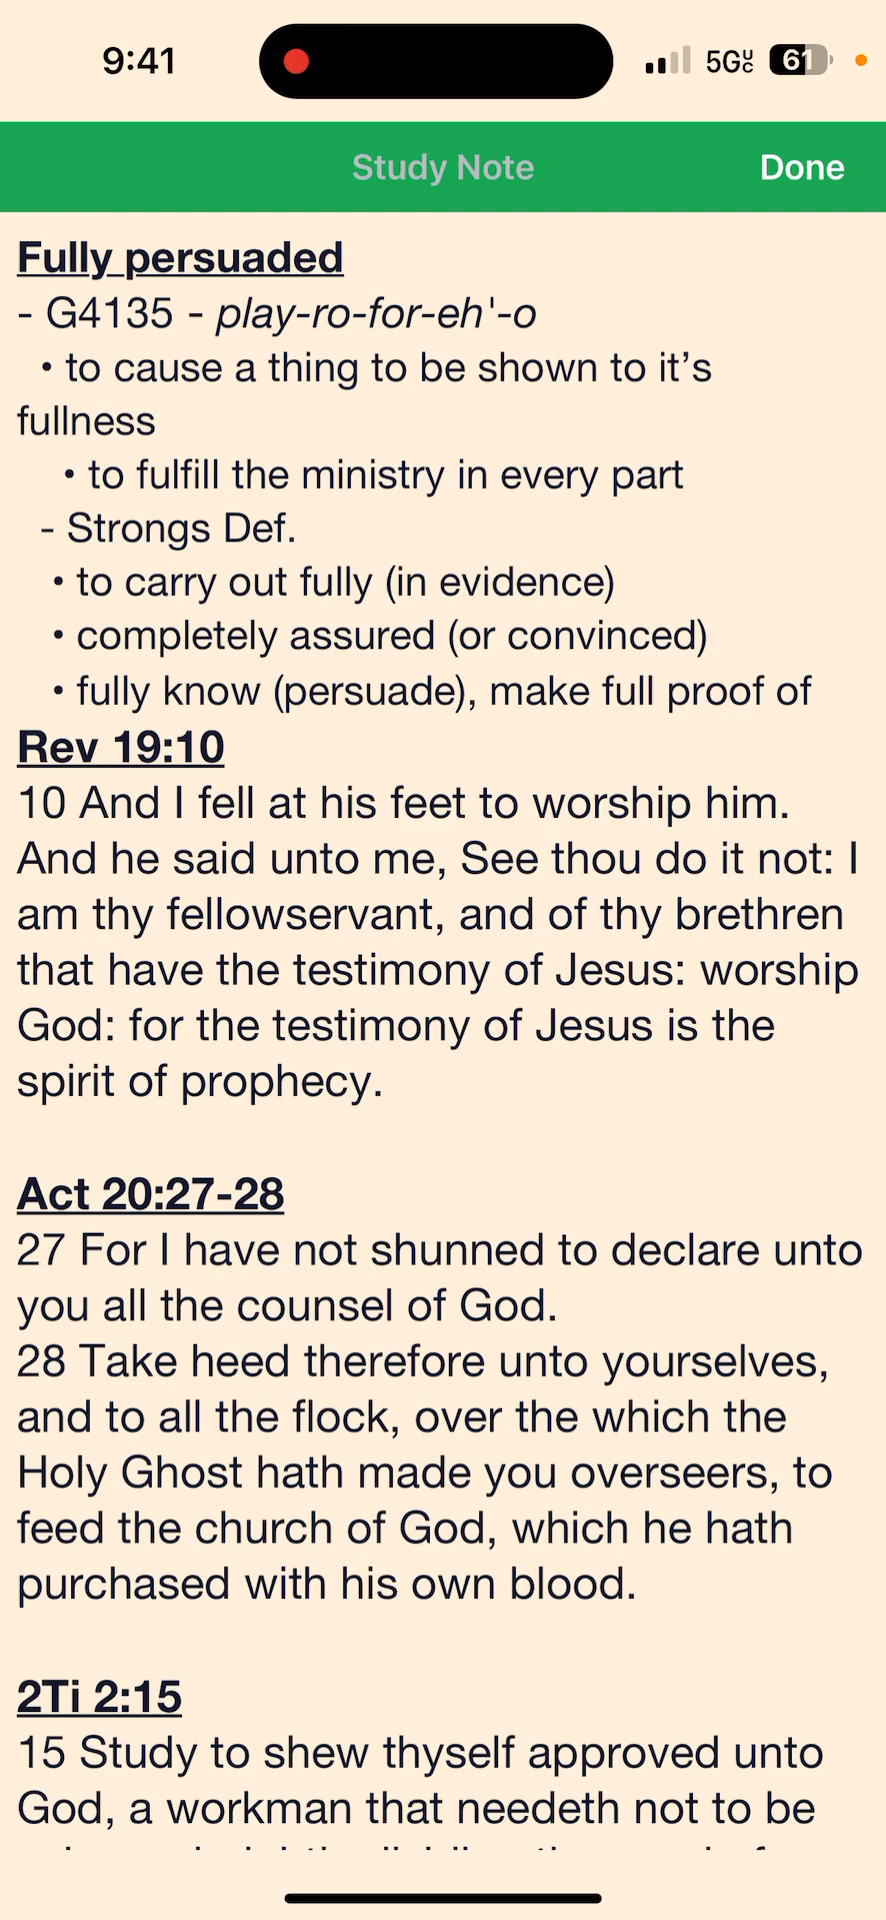 9:41
5GUC 61
Study Note
Done
Fully persuaded
- G4135 - play-ro-for-eh'-o
• to cause a thing to be shown to it’s
fullness
• to fulfill the ministry in every part
- Strongs Def.
• to carry out fully (in evidence)
• completely assured (or convinced)
• fully know (persuade), make full proof of
Rev 19:10
10 And I fell at his feet to worship him.
And he said unto me, See thou do it not: I
am thy fellowservant, and of thy brethren
that have the testimony of Jesus: worship
God: for the testimony of Jesus is the
spirit of prophecy.
Act 20:27-28
27 For I have not shunned to declare unto
you all the counsel of God.
28 Take heed therefore unto yourselves,
and to all the flock, over the which the
Holy Ghost hath made you overseers, to
feed the church of God, which he hath
purchased with his own blood.
2Ti 2:15
15 Study to shew thyself approved unto
God, a workman that needeth not to be